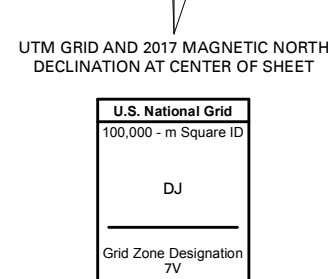 UTM GRID AND 2017 MAGNETIC NORTH
DECLINATION AT CENTER OF SHEET
U.S. National Grid
100,000 - m Square ID
DJ
Grid Zone Designation
7V